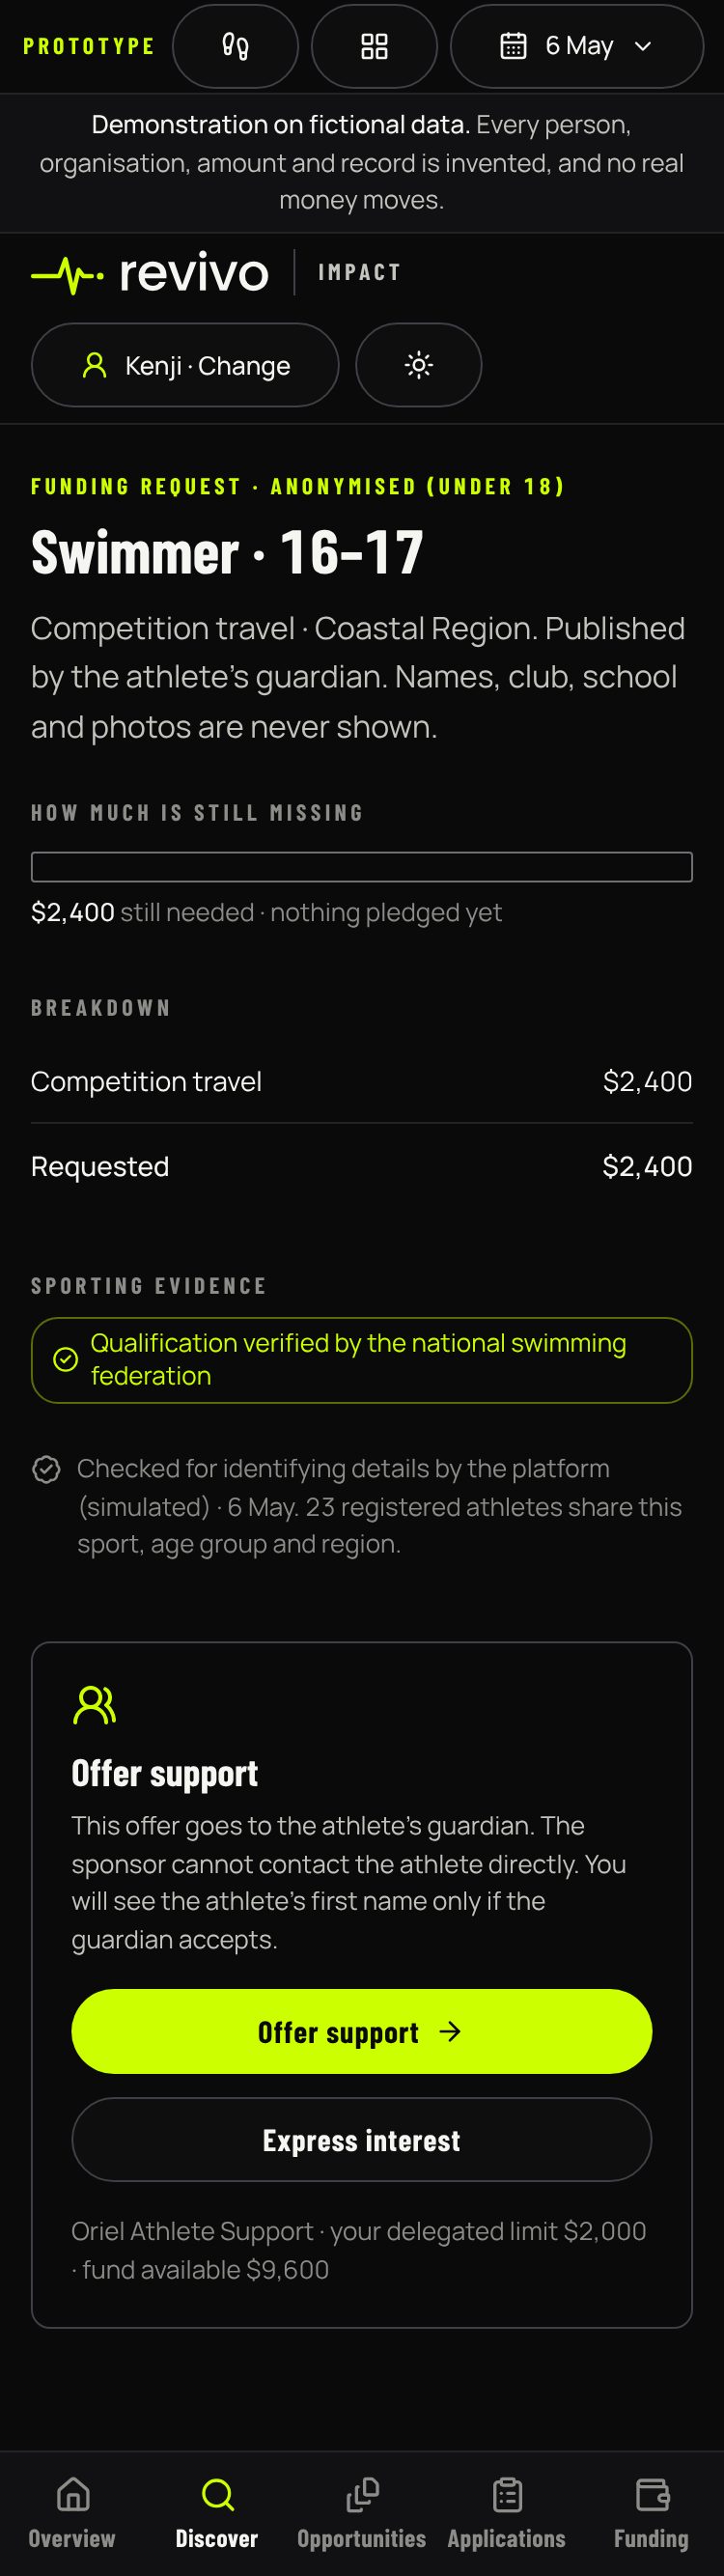 PROTOTYPE
6 May
Demonstration on fictional data. Every person,
organisation, amount and record is invented, and no real
money moves.
revivo
IMPACT
Kenji · Change
FUNDING REQUEST · ANONYMISED (UNDER 18)
Swimmer · 16–17
Competition travel · Coastal Region. Published
by the athlete’s guardian. Names, club, school
and photos are never shown.
HOW MUCH IS STILL MISSING
$2,400 still needed · nothing pledged yet
BREAKDOWN
Competition travel $2,400
Requested $2,400
SPORTING EVIDENCE
Qualification verified by the national swimming
federation
Checked for identifying details by the platform
(simulated) · 6 May. 23 registered athletes share this
sport, age group and region.
Offer support
This offer goes to the athlete’s guardian. The
sponsor cannot contact the athlete directly. You
will see the athlete’s first name only if the
guardian accepts.
Offer support
Express interest
Oriel Athlete Support · your delegated limit $2,000
· fund available $9,600
Overview Discover Opportunities Applications Funding